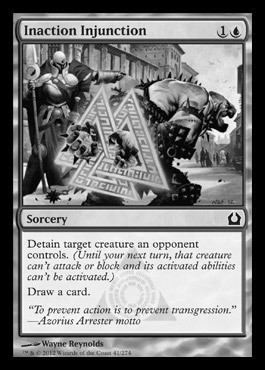 Inaction Injunction 1
Sorcery
Detain target creature an opponent
controls. (Until your next turn, that creature
can't attack or block and its activated abilities
can't be activated.)
Draw a card.
"To prevent action is to prevent transgression."
—Azorius Arrester motto
Wayne Reynolds
™ & © 2012 Wizards of the Coast 41/274